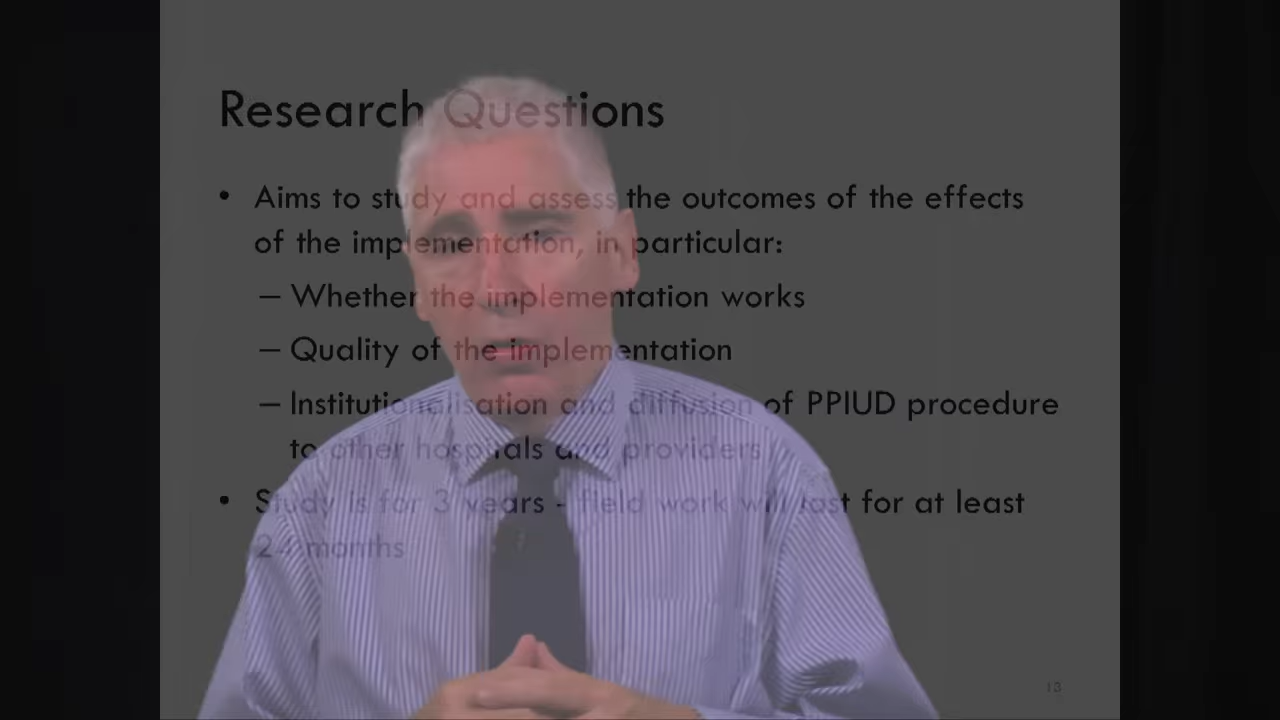 Research Questions
• Aims to study and assess the outcomes of the effects
of the implementation, in particular:
– Whether the implementation works
– Quality of the implementation
– Institutionalisation and diffusion of PPIUD procedure
to other hospitals and providers
• Study is for 3 years - field work will last for at least
24 months
13